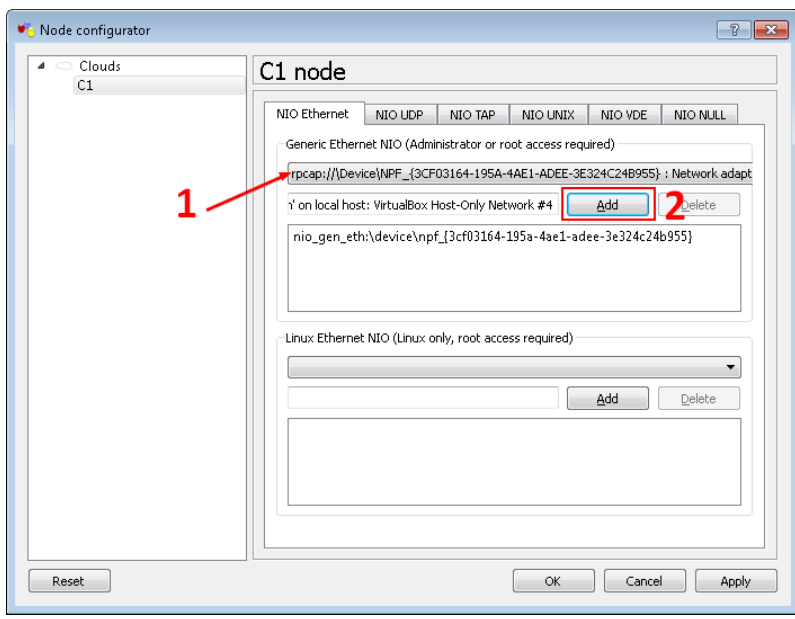 Node configurator
Clouds
C1
C1 node
NIO Ethernet NIO UDP NIO TAP NIO UNIX NIO VDE NIO NULL
Generic Ethernet NIO (Administrator or root access required)
rpcap://\Device\NPF_{3CF03164-195A-4AE1-ADEE-3E324C24B955} : Network adapt
1
n' on local host: VirtualBox Host-Only Network #4 Add 2 Delete
nio_gen_eth:\device\npf_{3cf03164-195a-4ae1-adee-3e324c24b955}
Linux Ethernet NIO (Linux only, root access required)
Add Delete
Reset OK Cancel Apply